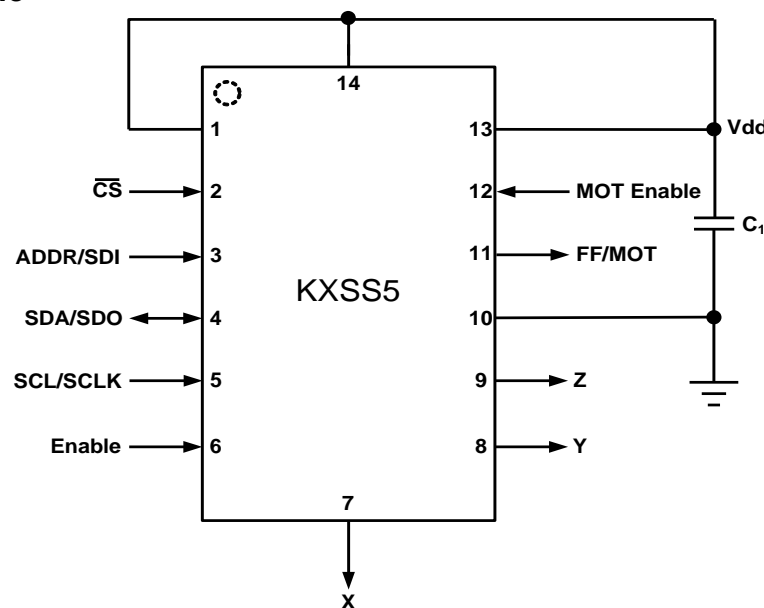 14
1
13
Vdd
CS
2
12
MOT Enable
C1
ADDR/SDI
3
11
FF/MOT
KXSS5
SDA/SDO
4
10
SCL/SCLK
5
9
Z
Enable
6
8
Y
7
X